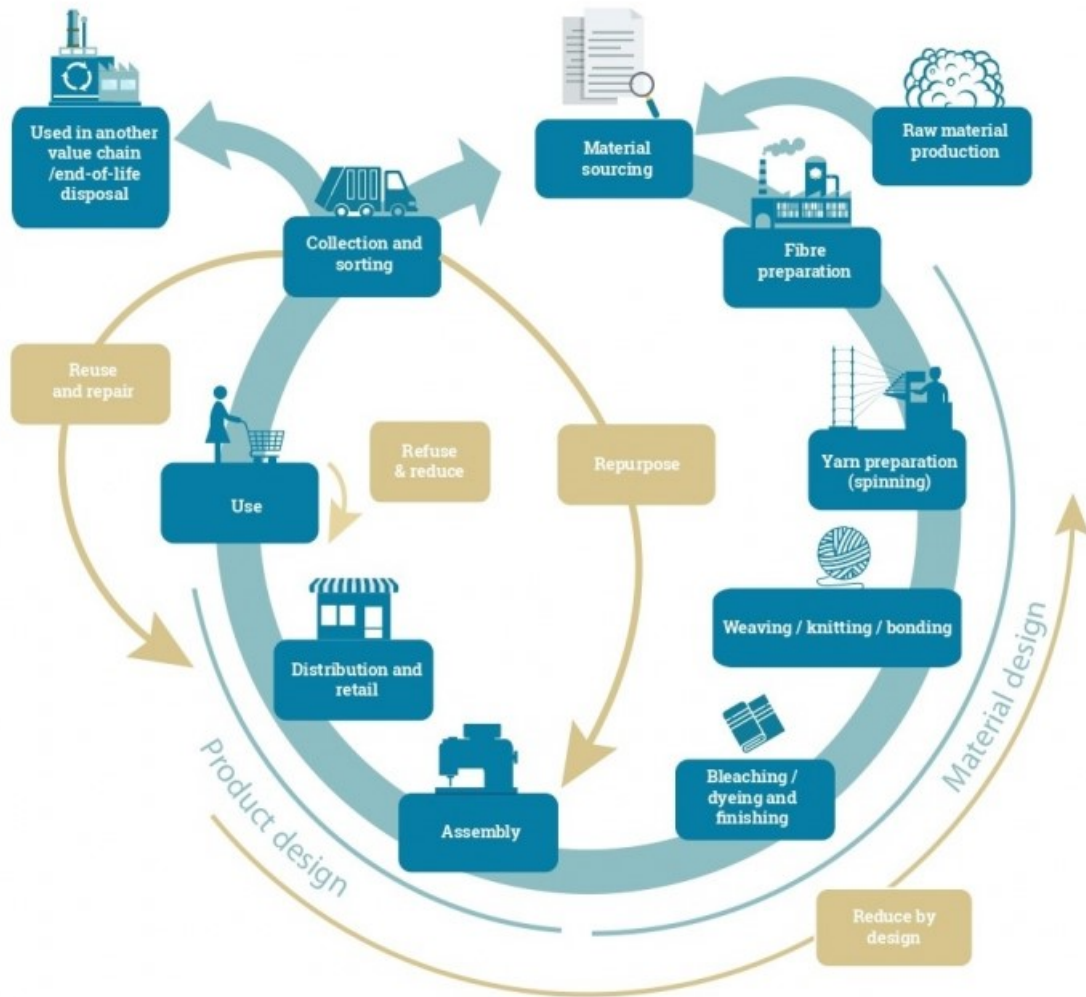 Used in another
value chain
/end-of-life
disposal
Material
sourcing
Raw material
production
Collection and
sorting
Fibre
preparation
Reuse
and repair
Refuse
& reduce
Repurpose
Yarn preparation
(spinning)
Use
Weaving / knitting / bonding
Distribution and
retail
Bleaching /
dyeing and
finishing
Assembly
Product design
Material design
Reduce by
design